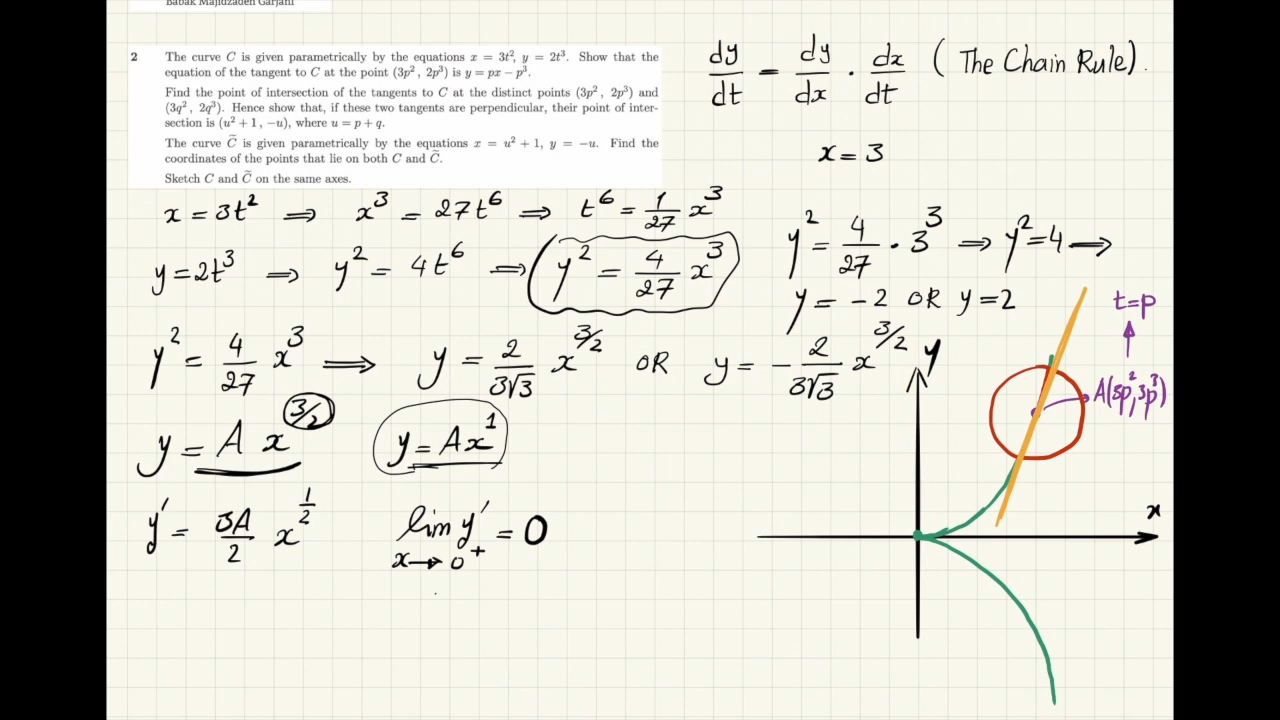 Babak Majidzadeh Garjani
2 The curve C is given parametrically by the equations x = 3t², y = 2t³. Show that the
equation of the tangent to C at the point (3p², 2p³) is y = px − p³.
Find the point of intersection of the tangents to C at the distinct points (3p², 2p³) and
(3q², 2q³). Hence show that, if these two tangents are perpendicular, their point of inter-
section is (u² + 1, −u), where u = p + q.
The curve C̃ is given parametrically by the equations x = u² + 1, y = −u. Find the
coordinates of the points that lie on both C and C̃.
Sketch C and C̃ on the same axes.
dy/dt = dy/dx · dx/dt (The Chain Rule).
x = 3
x = 3t² ⟹ x³ = 27t⁶ ⟹ t⁶ = 1/27 x³
y = 2t³ ⟹ y² = 4t⁶ ⟹ y² = 4/27 x³
y² = 4/27 · 3³ ⟹ y² = 4 ⟹
y = −2 OR y = 2
y² = 4/27 x³ ⟹ y = 2/3√3 x^3/2 OR y = − 2/3√3 x^3/2
y = A x^3/2 y = Ax¹
y′ = 3A/2 x^1/2 lim x→0⁺ y′ = 0
y
t=p
A(3p², 3p³)
x